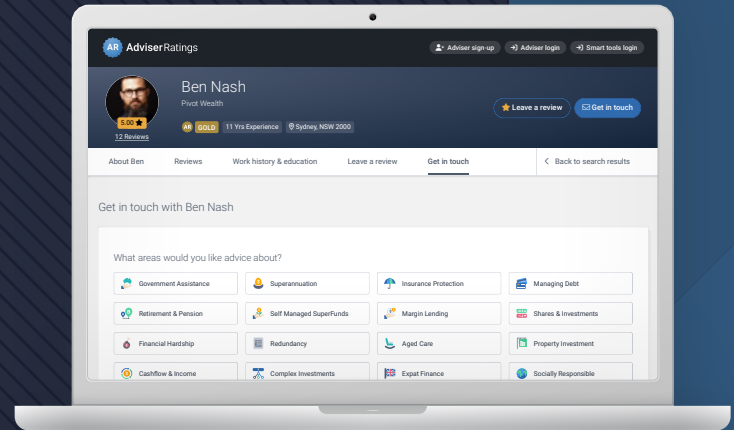 AR AdviserRatings
Adviser sign-up Adviser login Smart tools login
Ben Nash
Pivot Wealth
5.00
12 Reviews
AR GOLD 11 Yrs Experience Sydney, NSW 2000
Leave a review Get in touch
About Ben Reviews Work history & education Leave a review Get in touch Back to search results
Get in touch with Ben Nash
What areas would you like advice about?
Government Assistance Superannuation Insurance Protection Managing Debt
Retirement & Pension Self Managed SuperFunds Margin Lending Shares & Investments
Financial Hardship Redundancy Aged Care Property Investment
Cashflow & Income Complex Investments Expat Finance Socially Responsible